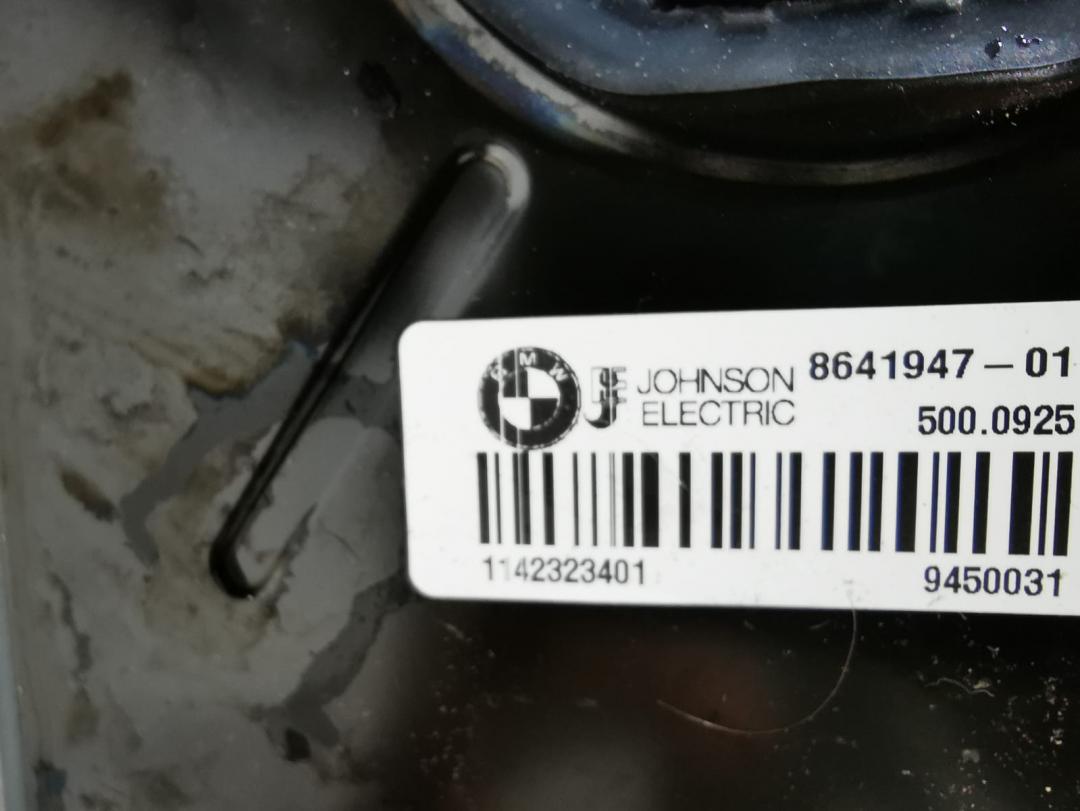 BMW
JOHNSON
ELECTRIC
8641947–01
500.0925
1142323401
9450031